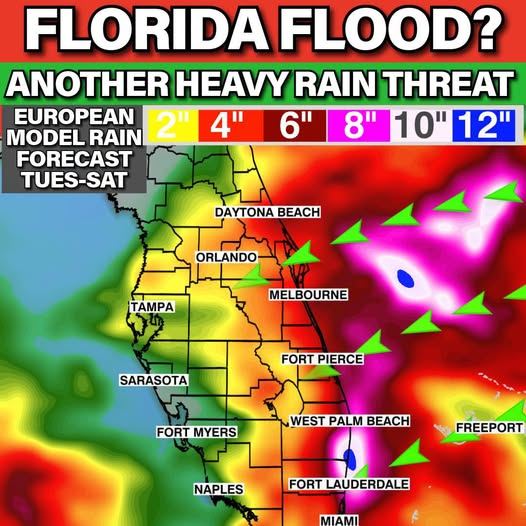 FLORIDA FLOOD?
ANOTHER HEAVY RAIN THREAT
EUROPEAN
MODEL RAIN
FORECAST
TUES-SAT
2" 4" 6" 8" 10" 12"
DAYTONA BEACH
ORLANDO
MELBOURNE
TAMPA
FORT PIERCE
SARASOTA
WEST PALM BEACH
FREEPORT
FORT MYERS
FORT LAUDERDALE
NAPLES
MIAMI